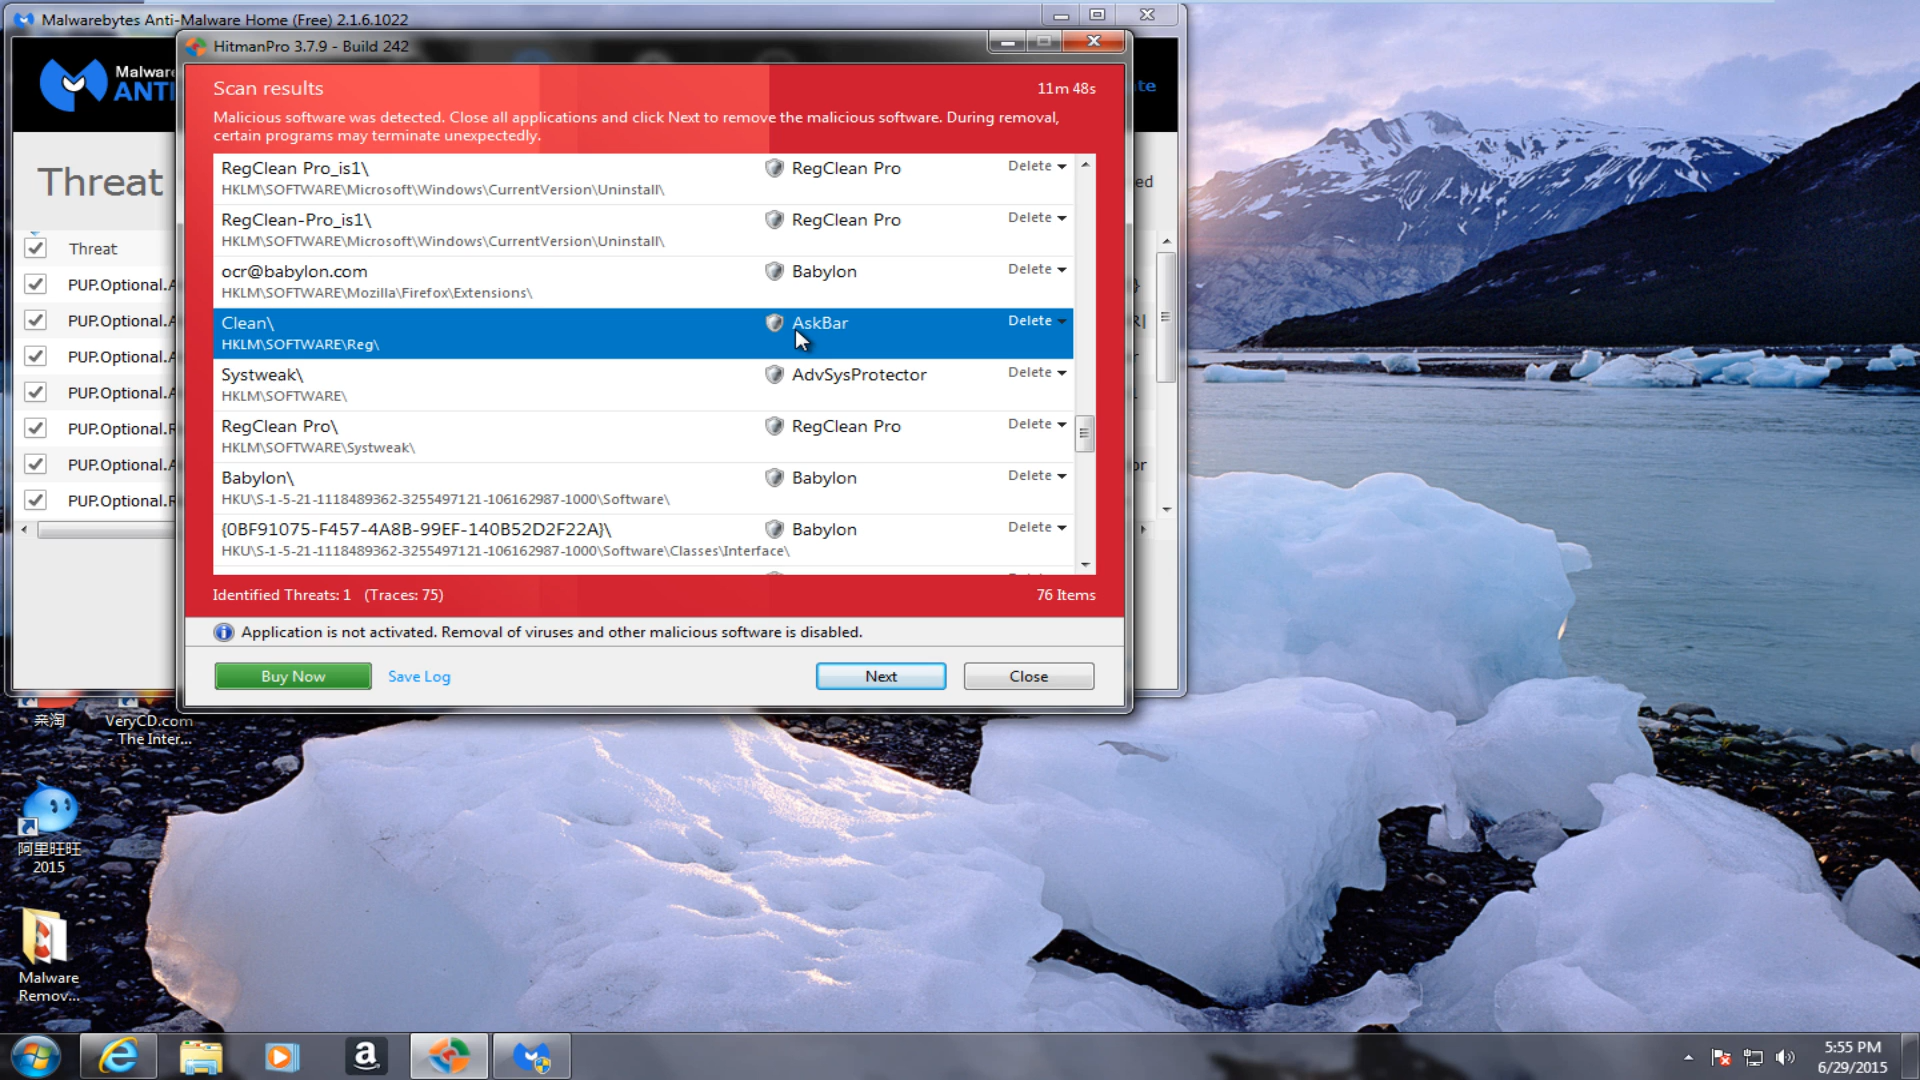 Malwarebytes Anti-Malware Home (Free) 2.1.6.1022
HitmanPro 3.7.9 - Build 242
Malware
ANTI
te
Threat
ed
Threat
PUP.Optional.A
PUP.Optional.A
PUP.Optional.A
PUP.Optional.A
PUP.Optional.R
PUP.Optional.A
PUP.Optional.R
}
R|
r
or
Scan results
11m 48s
Malicious software was detected. Close all applications and click Next to remove the malicious software. During removal,
certain programs may terminate unexpectedly.
RegClean Pro_is1\ RegClean Pro Delete
HKLM\SOFTWARE\Microsoft\Windows\CurrentVersion\Uninstall\
RegClean-Pro_is1\ RegClean Pro Delete
HKLM\SOFTWARE\Microsoft\Windows\CurrentVersion\Uninstall\
ocr@babylon.com Babylon Delete
HKLM\SOFTWARE\Mozilla\Firefox\Extensions\
Clean\ AskBar Delete
HKLM\SOFTWARE\Reg\
Systweak\ AdvSysProtector Delete
HKLM\SOFTWARE\
RegClean Pro\ RegClean Pro Delete
HKLM\SOFTWARE\Systweak\
Babylon\ Babylon Delete
HKU\S-1-5-21-1118489362-3255497121-106162987-1000\Software\
{0BF91075-F457-4A8B-99EF-140B52D2F22A}\ Babylon Delete
HKU\S-1-5-21-1118489362-3255497121-106162987-1000\Software\Classes\Interface\
Identified Threats: 1 (Traces: 75)
76 Items
Application is not activated. Removal of viruses and other malicious software is disabled.
Buy Now
Save Log
Next
Close
亲淘
VeryCD.com
- The Inter...
阿里旺旺
2015
Malware
Remov...
5:55 PM
6/29/2015